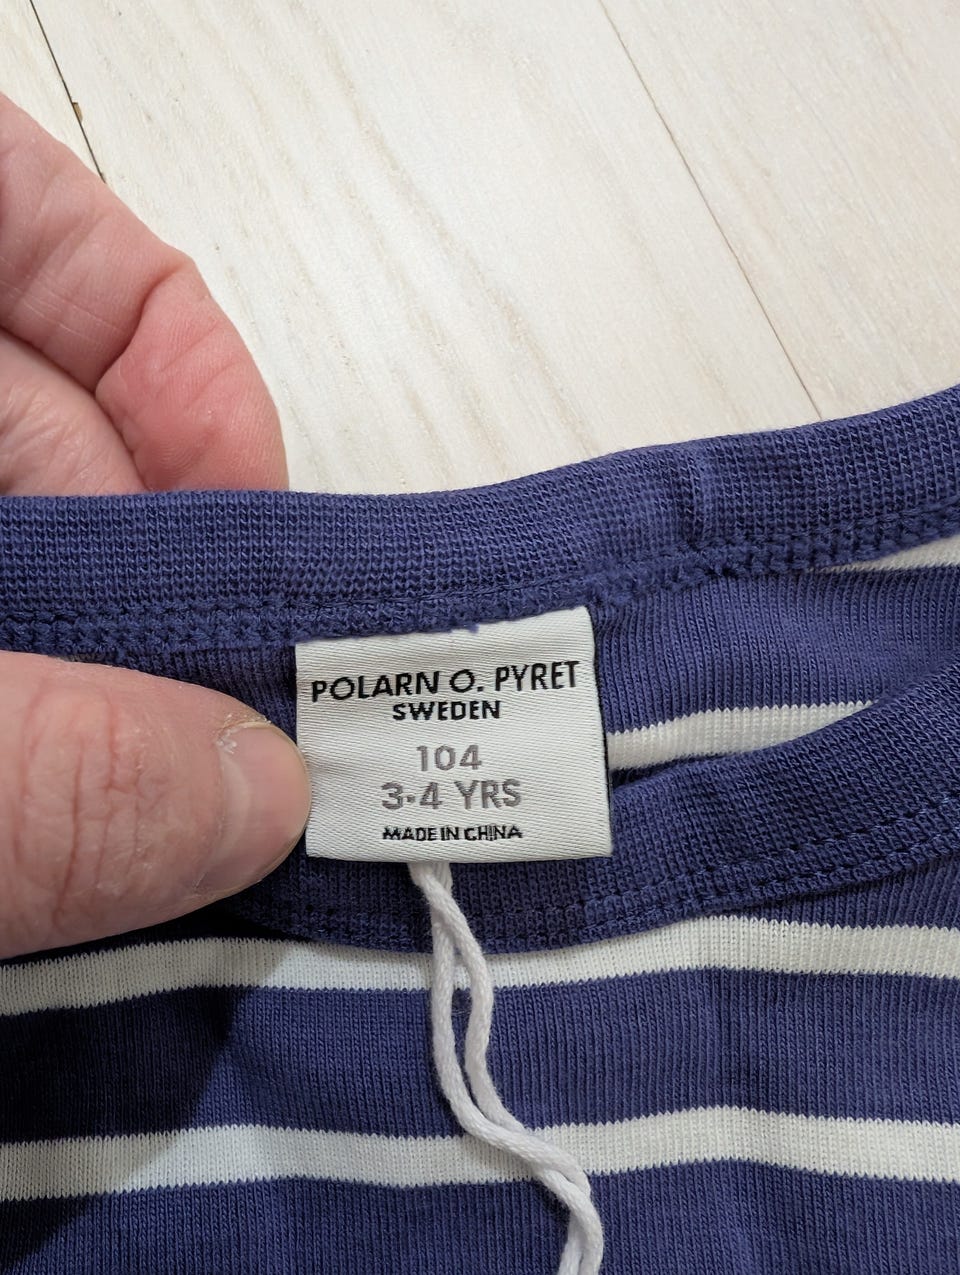 POLARN O. PYRET
SWEDEN
104
3-4 YRS
MADE IN CHINA